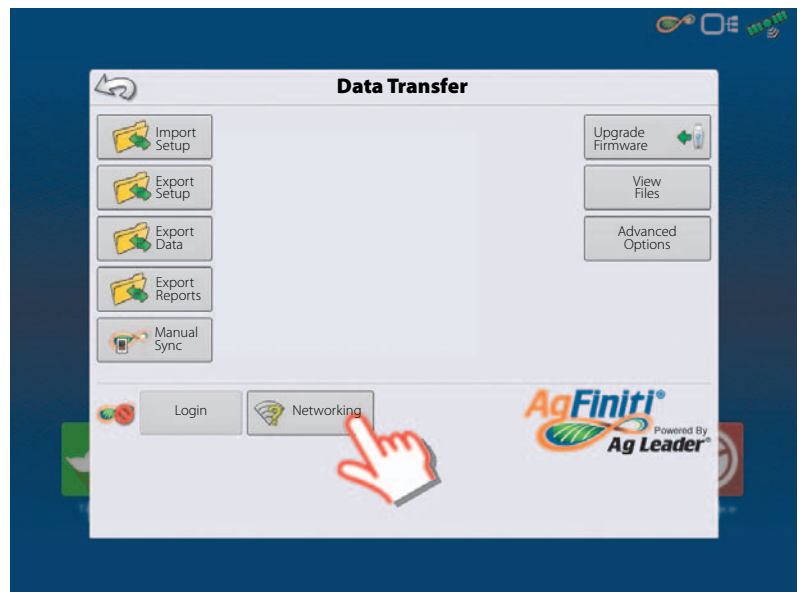 Data Transfer
Import
Setup
Upgrade
Firmware
Export
Setup
View
Files
Export
Data
Advanced
Options
Export
Reports
Manual
Sync
Login
Networking
AgFiniti®
Powered By
Ag Leader®